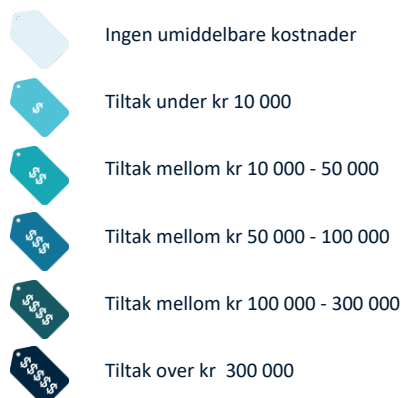 Ingen umiddelbare kostnader
$ Tiltak under kr 10 000
$$ Tiltak mellom kr 10 000 - 50 000
$$$ Tiltak mellom kr 50 000 - 100 000
$$$$ Tiltak mellom kr 100 000 - 300 000
$$$$$ Tiltak over kr  300 000